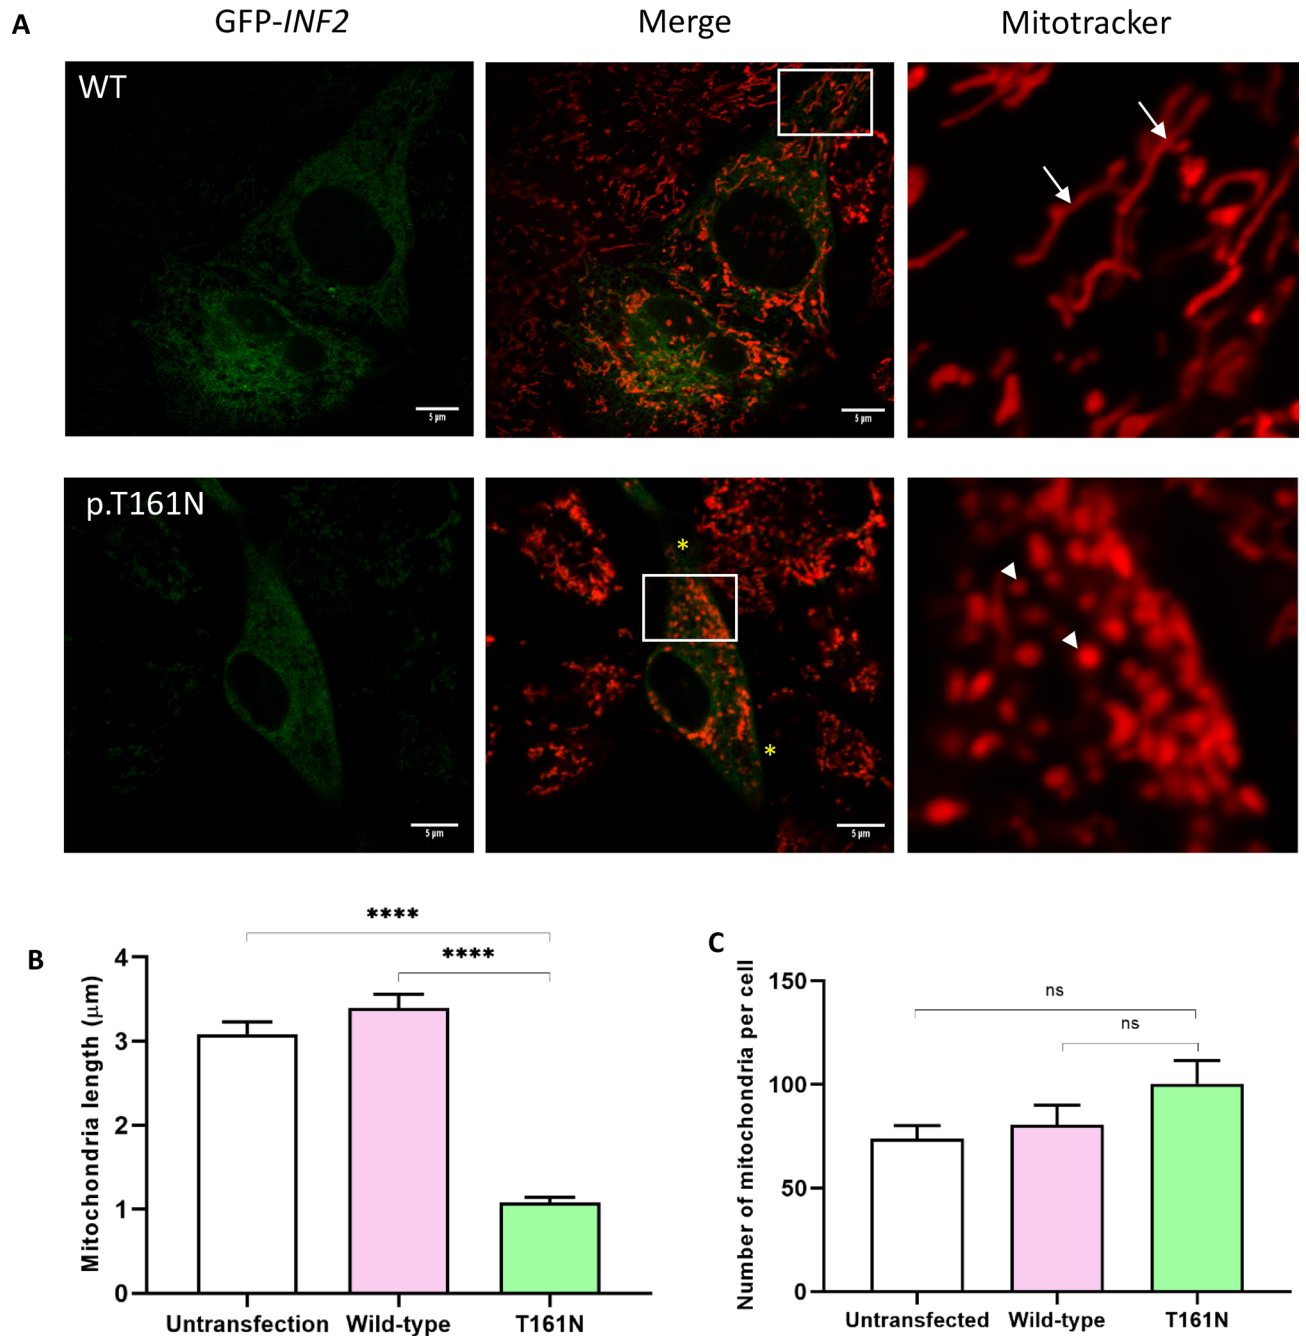 A
GFP-INF2
Merge
Mitotracker
WT
5 µm
5 µm
p.T161N
*
*
5 µm
5 µm
B
****
****
Mitochondria length (µm)
4
3
2
1
0
Untransfection
Wild-type
T161N
C
ns
ns
Number of mitochondria per cell
150
100
50
0
Untransfected
Wild-type
T161N